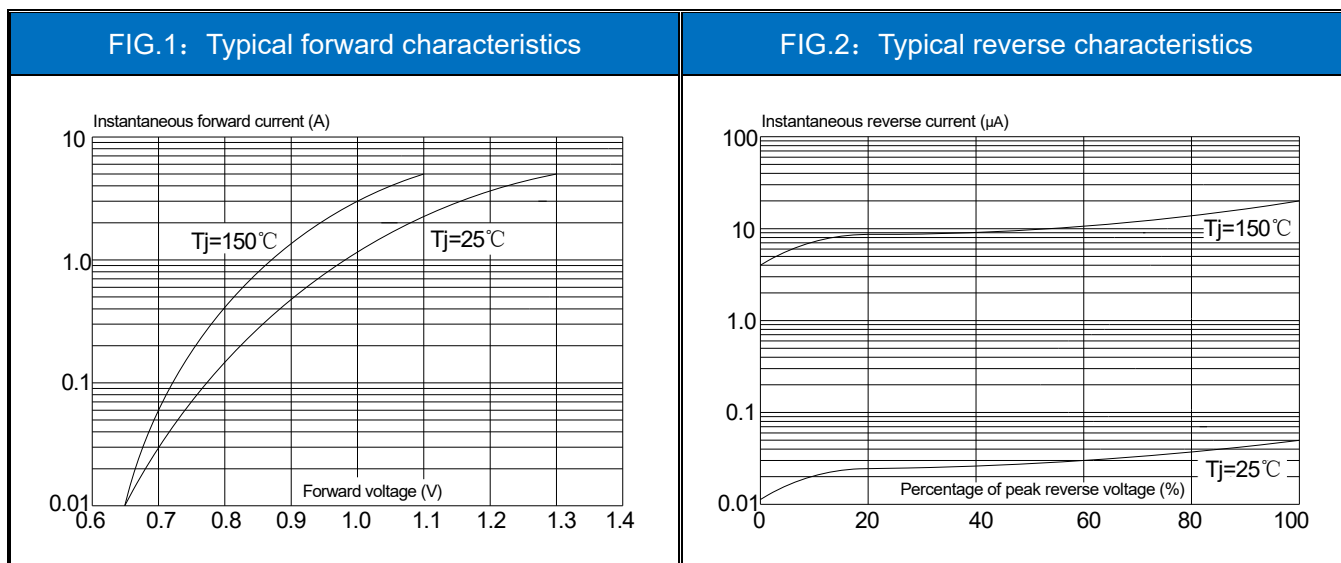 FIG.1：Typical forward characteristics
Instantaneous forward current (A)
10
1.0
0.1
0.01
Tj=150℃
Tj=25℃
Forward voltage (V)
0.6 0.7 0.8 0.9 1.0 1.1 1.2 1.3 1.4
FIG.2：Typical reverse characteristics
Instantaneous reverse current (μA)
100
10
1.0
0.1
0.01
Tj=150℃
Tj=25℃
Percentage of peak reverse voltage (%)
0 20 40 60 80 100